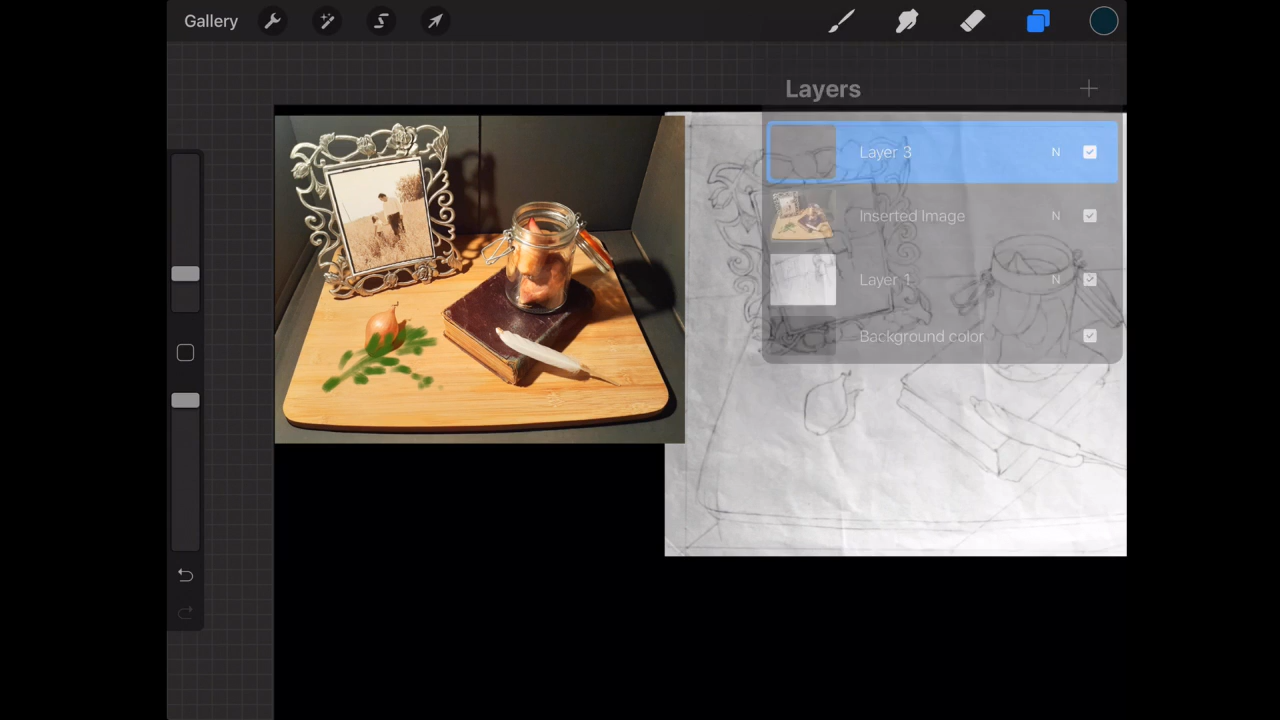 Gallery
Layers
Layer 3 N
Inserted Image N
Layer 1 N
Background color